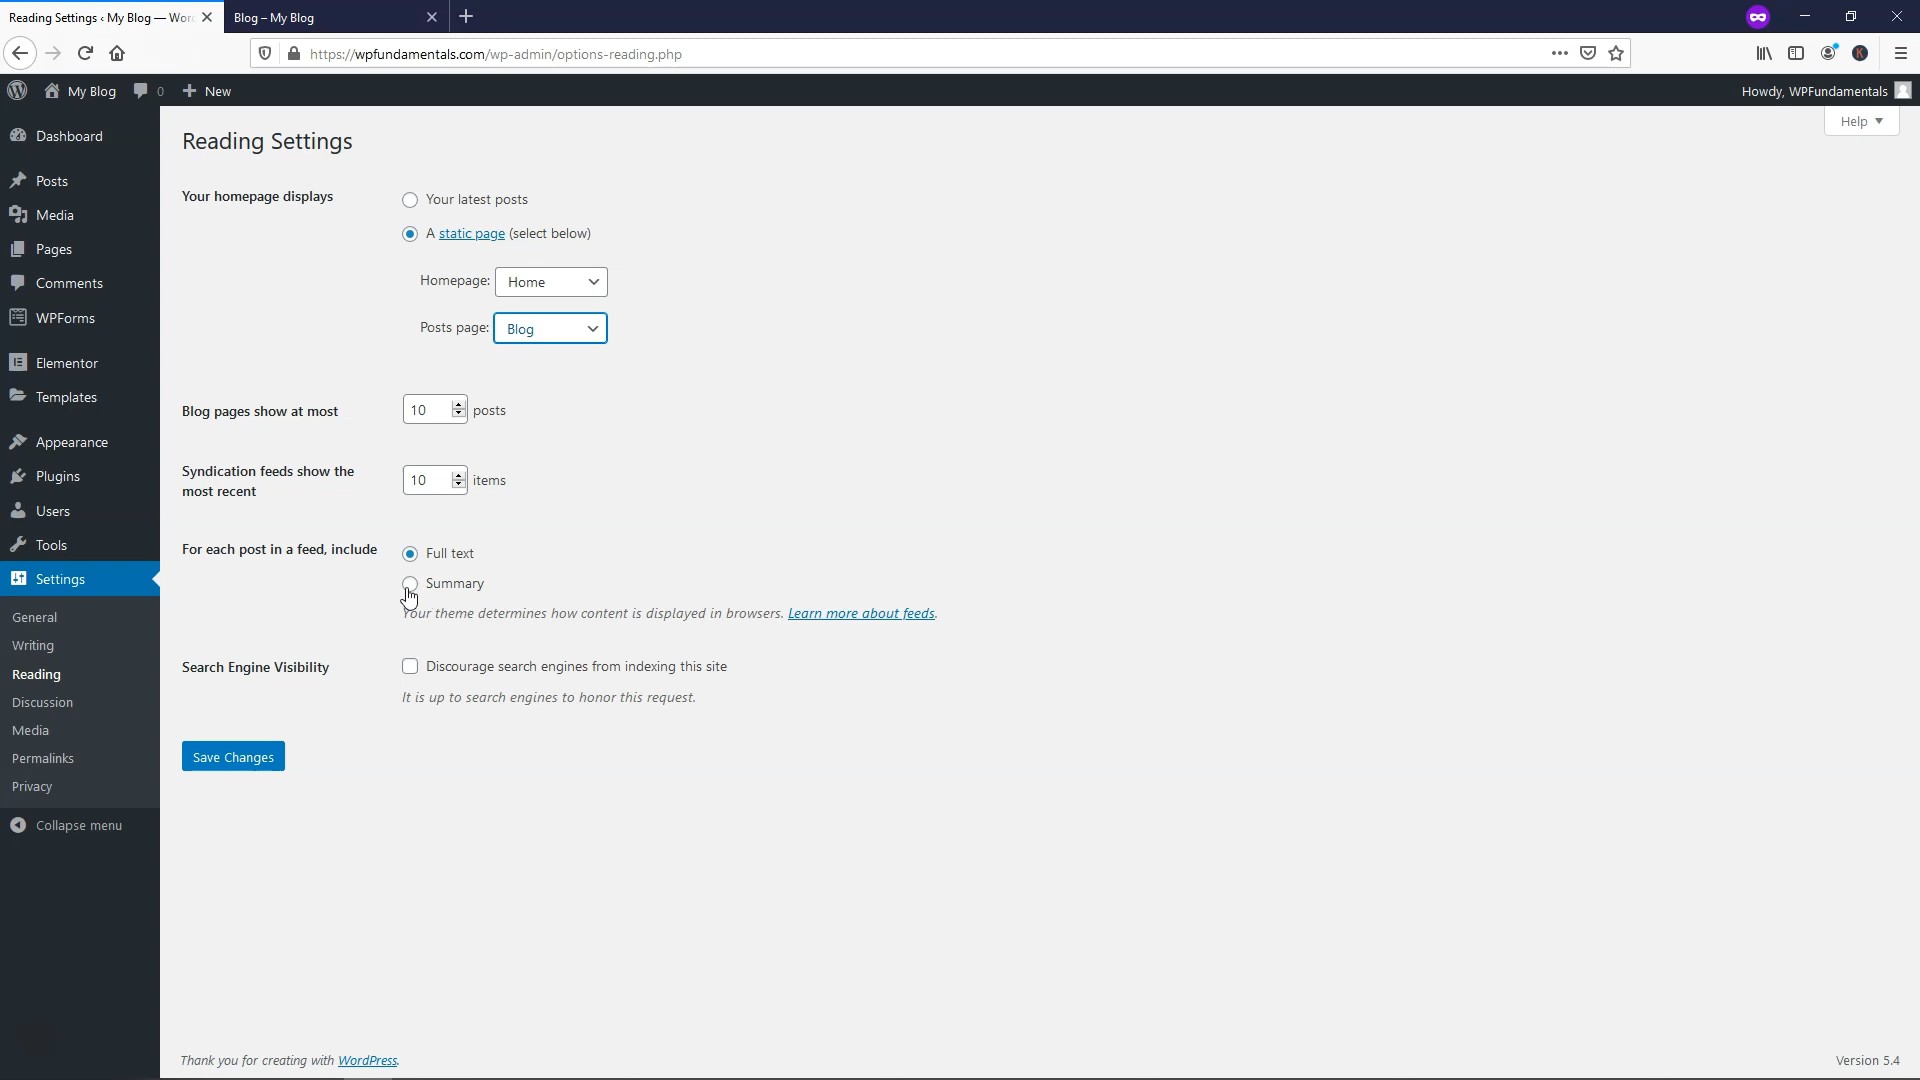 Reading Settings ‹ My Blog — Wor
Blog – My Blog
https://wpfundamentals.com/wp-admin/options-reading.php
My Blog
0
New
Howdy, WPFundamentals
Help
Dashboard
Posts
Media
Pages
Comments
WPForms
Elementor
Templates
Appearance
Plugins
Users
Tools
Settings
General
Writing
Reading
Discussion
Media
Permalinks
Privacy
Collapse menu
Reading Settings
Your homepage displays
Your latest posts
A static page (select below)
Homepage: Home
Posts page: Blog
Blog pages show at most
10 posts
Syndication feeds show the
most recent
10 items
For each post in a feed, include
Full text
Summary
Your theme determines how content is displayed in browsers. Learn more about feeds.
Search Engine Visibility
Discourage search engines from indexing this site
It is up to search engines to honor this request.
Save Changes
Thank you for creating with WordPress.
Version 5.4